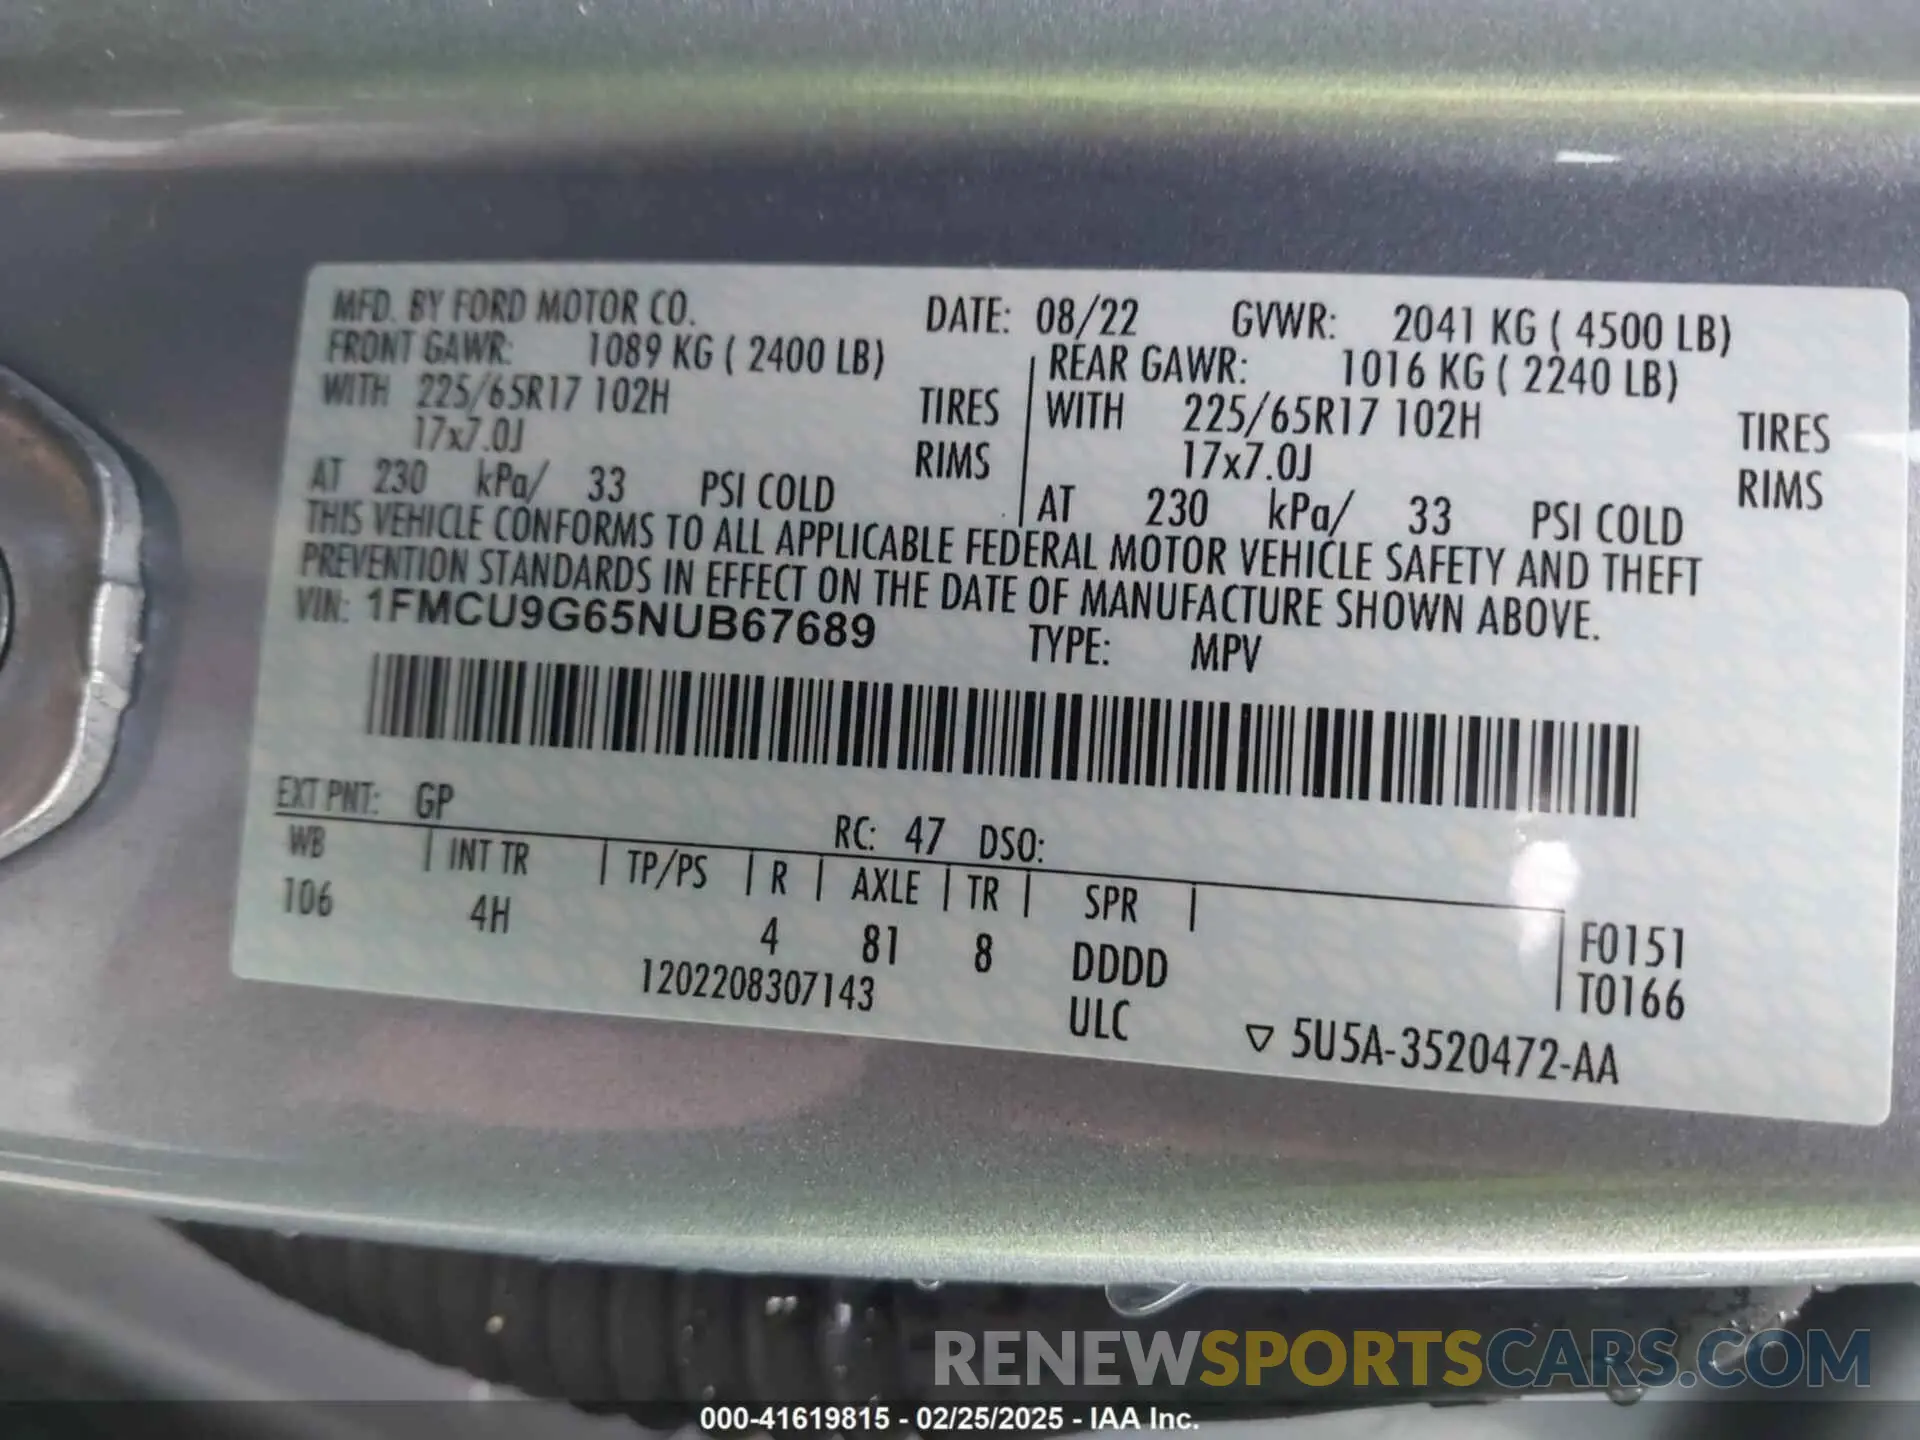 MFD. BY FORD MOTOR CO. DATE: 08/22 GVWR: 2041 KG ( 4500 LB)
FRONT GAWR: 1089 KG ( 2400 LB) REAR GAWR: 1016 KG ( 2240 LB)
WITH 225/65R17 102H TIRES WITH 225/65R17 102H TIRES
17x7.0J RIMS 17x7.0J RIMS
AT 230 kPa/ 33 PSI COLD AT 230 kPa/ 33 PSI COLD
THIS VEHICLE CONFORMS TO ALL APPLICABLE FEDERAL MOTOR VEHICLE SAFETY AND THEFT
PREVENTION STANDARDS IN EFFECT ON THE DATE OF MANUFACTURE SHOWN ABOVE.
VIN: 1FMCU9G65NUB67689 TYPE: MPV
EXT PNT: GP RC: 47 DSO:
WB INT TR TP/PS R AXLE TR SPR
106 4H 4 81 8 DDDD F0151
1202208307143 ULC T0166
▽ 5U5A-3520472-AA
RENEWSPORTSCARS.COM
000-41619815 - 02/25/2025 - IAA Inc.